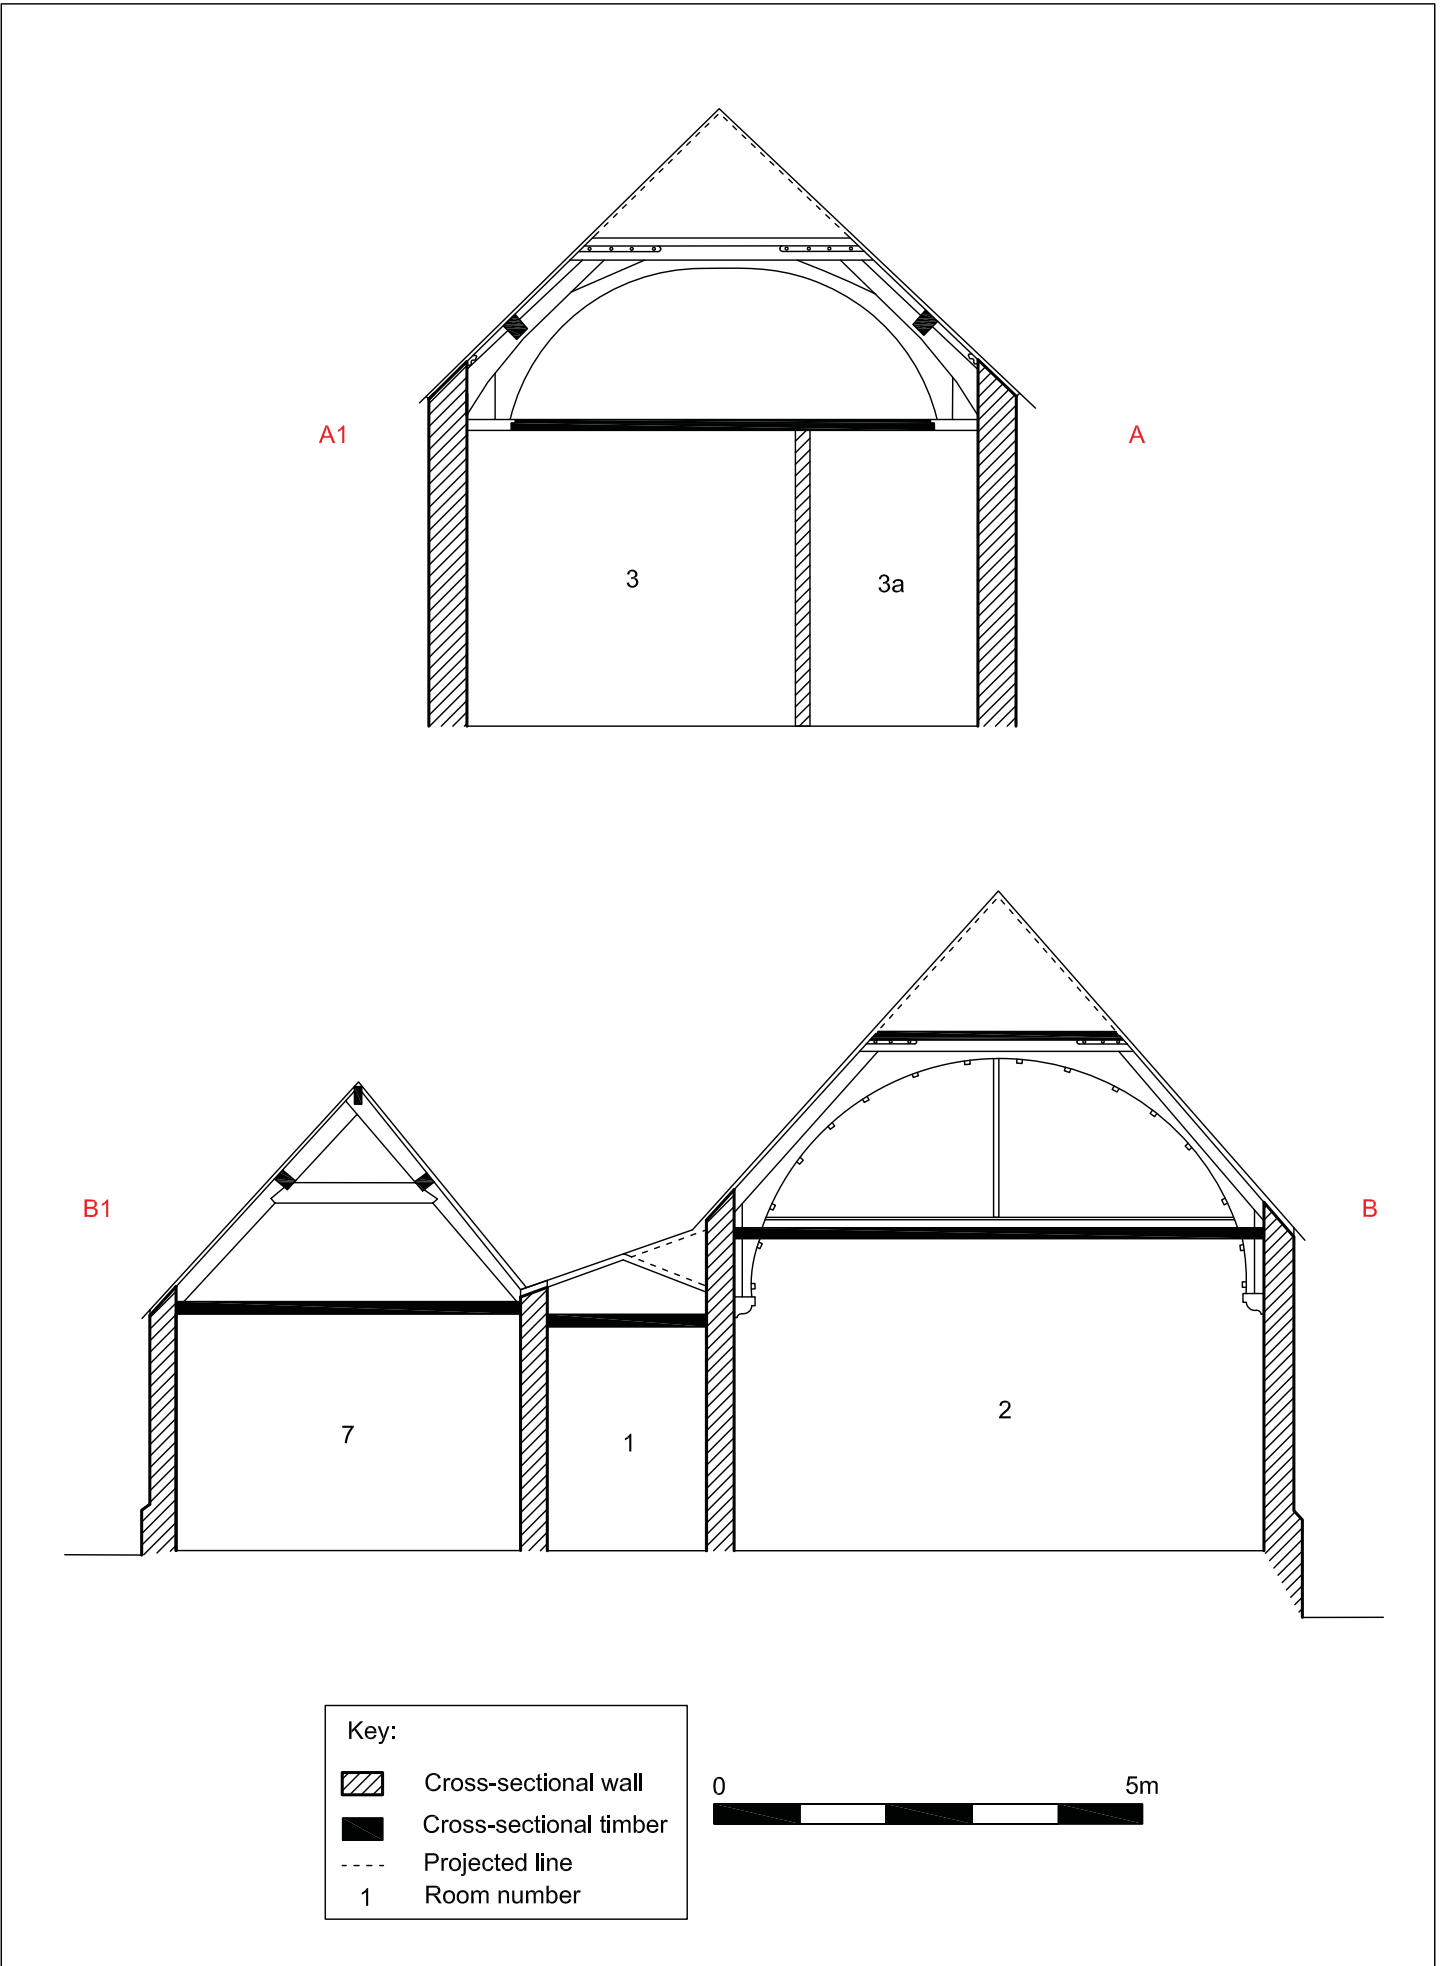 A1
A
3
3a
B1
B
7
1
2
Key:
Cross-sectional wall
Cross-sectional timber
Projected line
1 Room number
0 5m